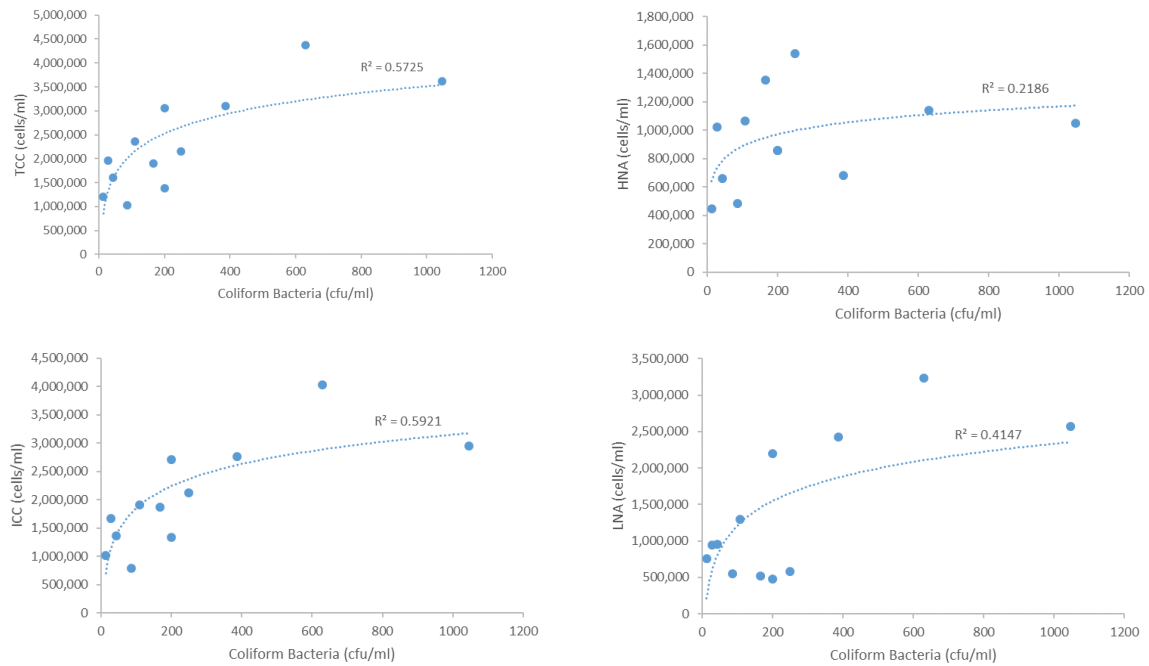 TCC (cells/ml)
5,000,000
4,500,000
4,000,000
3,500,000
3,000,000
2,500,000
2,000,000
1,500,000
1,000,000
500,000
0
R² = 0.5725
0 200 400 600 800 1000 1200
Coliform Bacteria (cfu/ml)
HNA (cells/ml)
1,800,000
1,600,000
1,400,000
1,200,000
1,000,000
800,000
600,000
400,000
200,000
0
R² = 0.2186
0 200 400 600 800 1000 1200
Coliform Bacteria (cfu/ml)
ICC (cells/ml)
4,500,000
4,000,000
3,500,000
3,000,000
2,500,000
2,000,000
1,500,000
1,000,000
500,000
0
R² = 0.5921
0 200 400 600 800 1000 1200
Coliform Bacteria (cfu/ml)
LNA (cells/ml)
3,500,000
3,000,000
2,500,000
2,000,000
1,500,000
1,000,000
500,000
0
R² = 0.4147
0 200 400 600 800 1000 1200
Coliform Bacteria (cfu/ml)